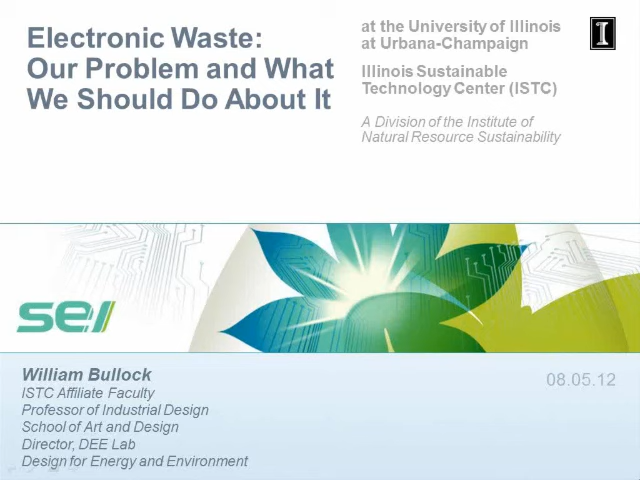 Electronic Waste:
Our Problem and What
We Should Do About It
at the University of Illinois
at Urbana-Champaign
Illinois Sustainable
Technology Center (ISTC)
A Division of the Institute of
Natural Resource Sustainability
I
sei
William Bullock
ISTC Affiliate Faculty
Professor of Industrial Design
School of Art and Design
Director, DEE Lab
Design for Energy and Environment
08.05.12